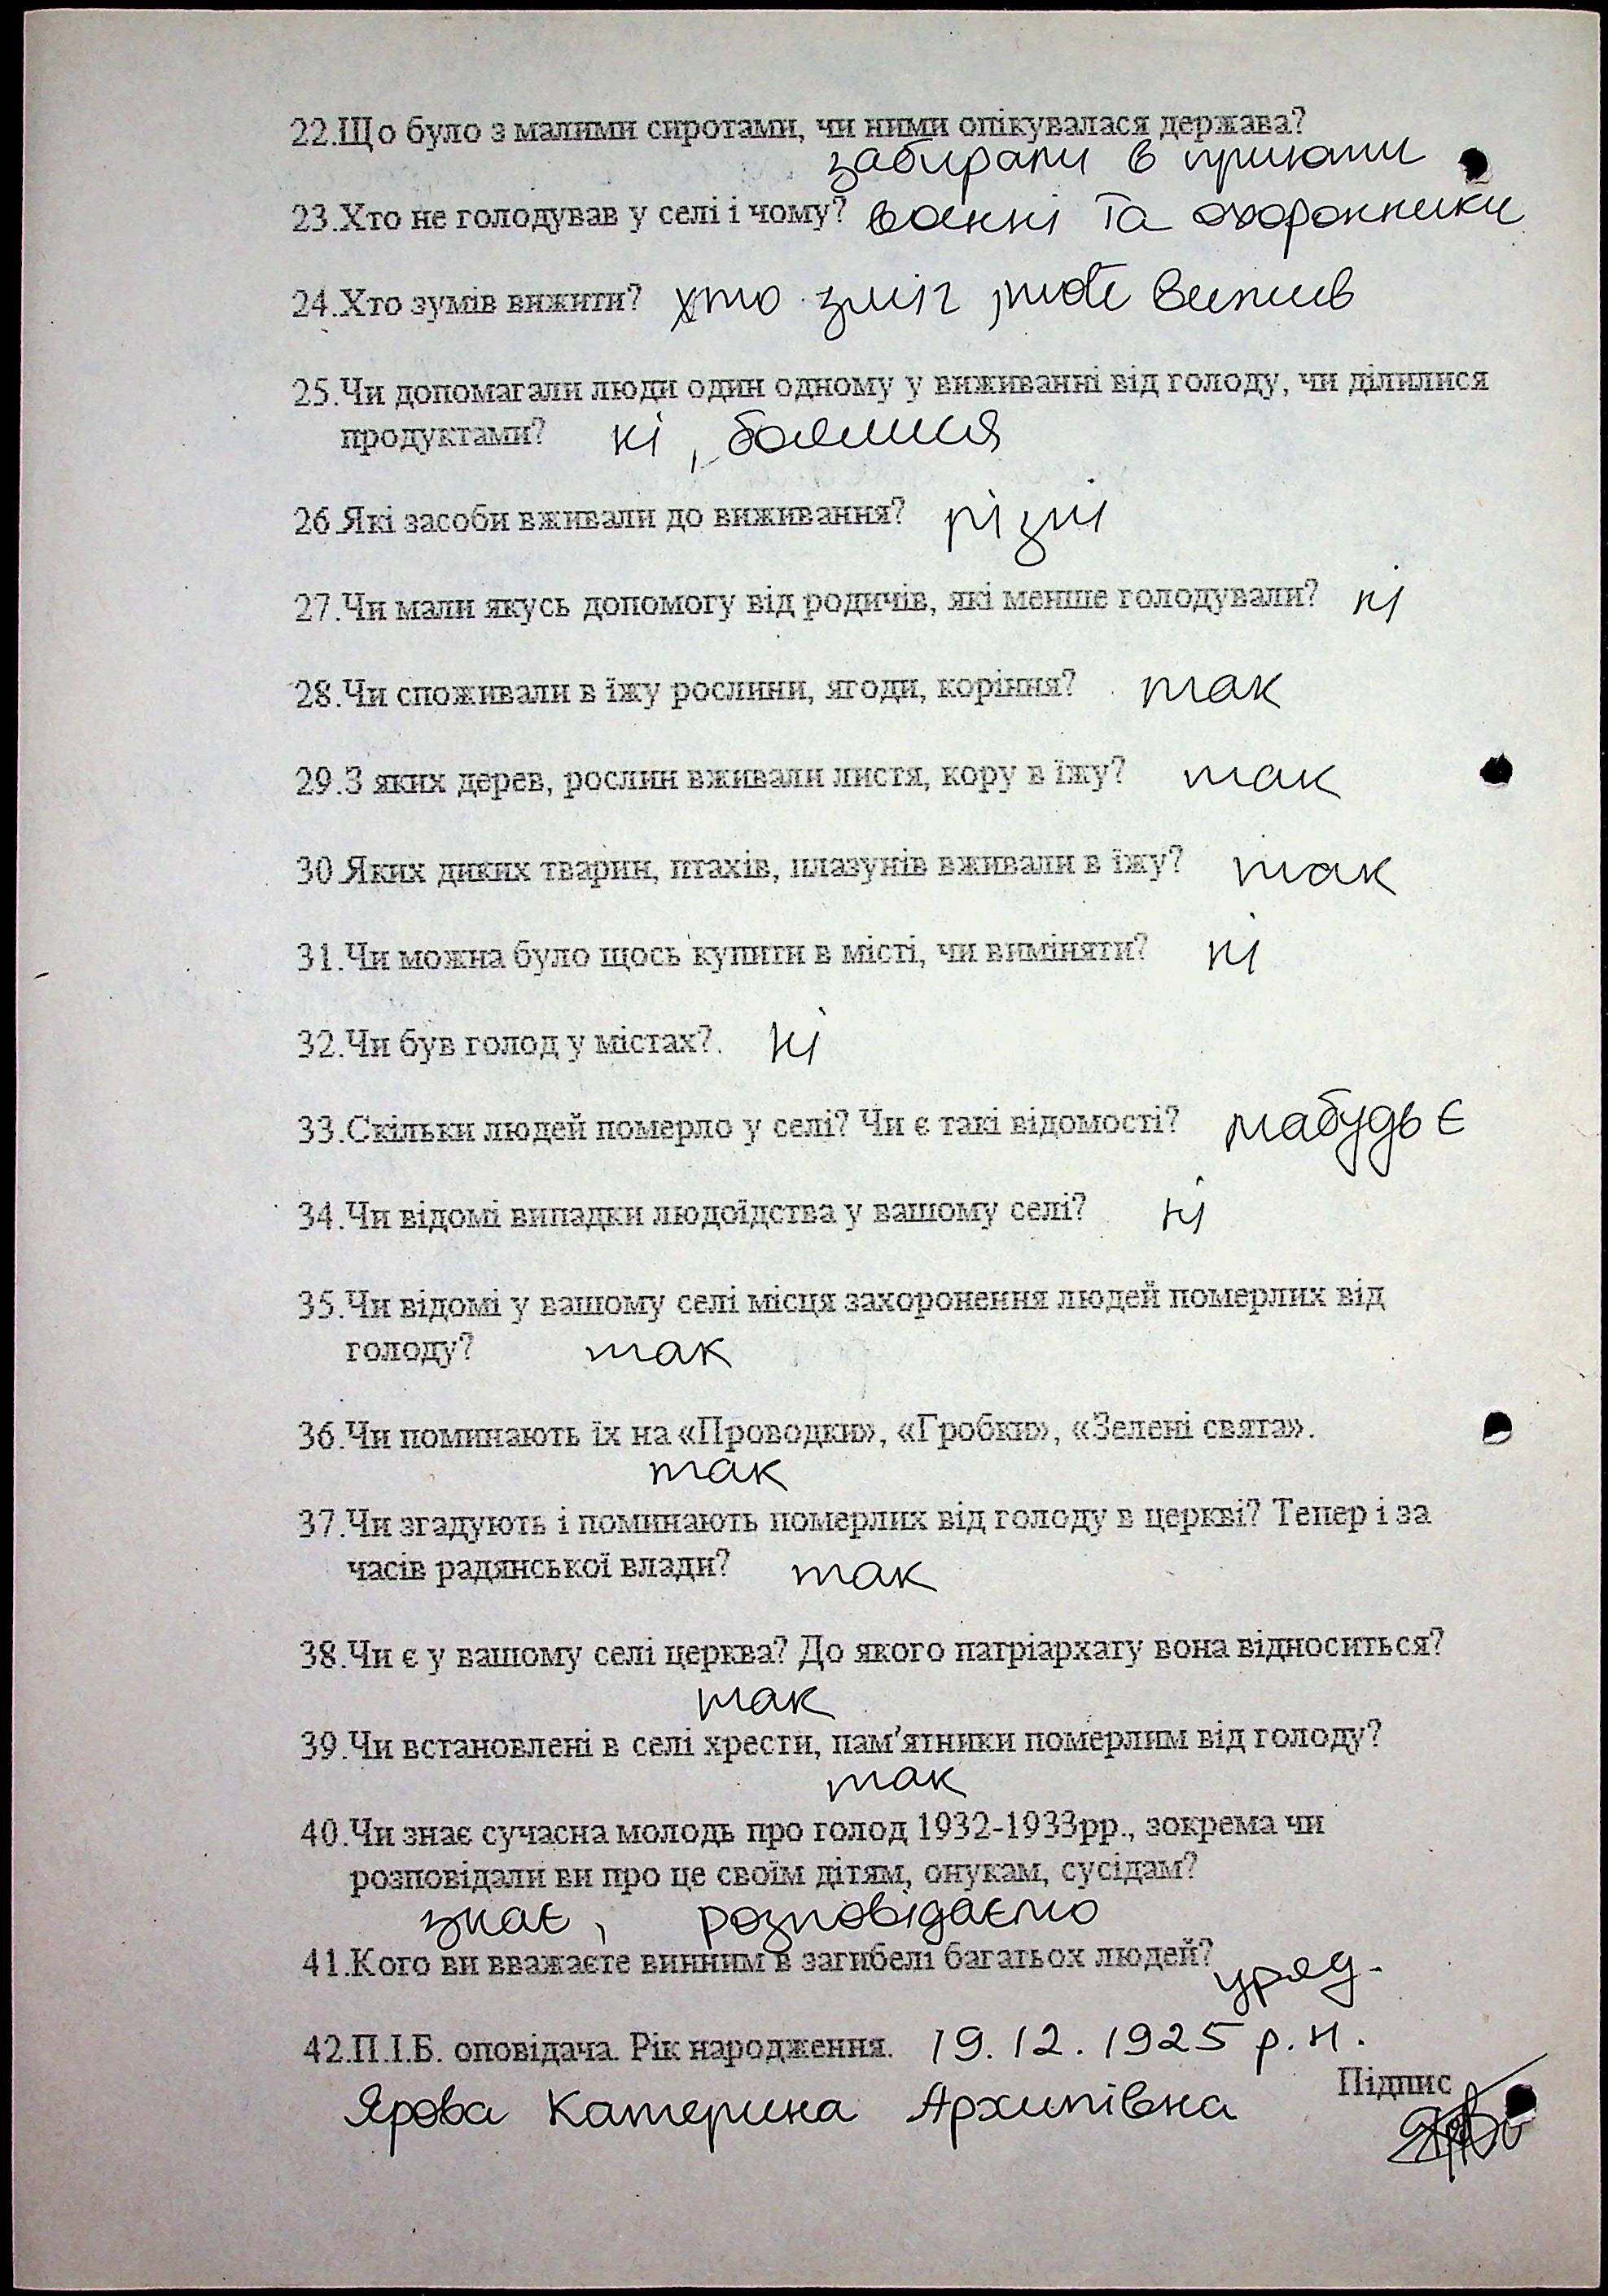 22.Що було з малими сиротами, чи ними опікувалася держава?
забирали в приюти
23.Хто не голодував у селі і чому? воєнні та охоронники
24.Хто зумів вижити? хто зміг, той вижив
25.Чи допомагали люди один одному у виживанні від голоду, чи ділилися
продуктами? ні, боялися
26.Які засоби вживали до виживання? різні
27.Чи мали якусь допомогу від родичів, які менше голодували? ні
28.Чи споживали в їжу рослини, ягоди, коріння? так
29.З яких дерев, рослин вживали листя, кору в їжу? так
30.Яких диких тварин, птахів, плазунів вживали в їжу? так
31.Чи можна було щось купити в місті, чи виміняти? ні
32.Чи був голод у містах?. ні
33.Скільки людей померло у селі? Чи є такі відомості? мабудь є
34.Чи відомі випадки людоїдства у вашому селі? ні
35.Чи відомі у вашому селі місця захоронення людей померлих від
голоду? так
36.Чи поминають їх на «Проводки», «Гробки», «Зелені свята».
так
37.Чи згадують і поминають померлих від голоду в церкві? Тепер і за
часів радянської влади? так
38.Чи є у вашому селі церква? До якого патріархату вона відноситься?
так
39.Чи встановлені в селі хрести, пам’ятники померлим від голоду?
так
40.Чи знає сучасна молодь про голод 1932-1933рр., зокрема чи
розповідали ви про це своїм дітям, онукам, сусідам?
знає, розповідаємо
41.Кого ви вважаєте винним в загибелі багатьох людей? уряд.
42.П.І.Б. оповідача. Рік народження. 19.12.1925 р.н.
Підпис
Ярова Катерина Архипівна